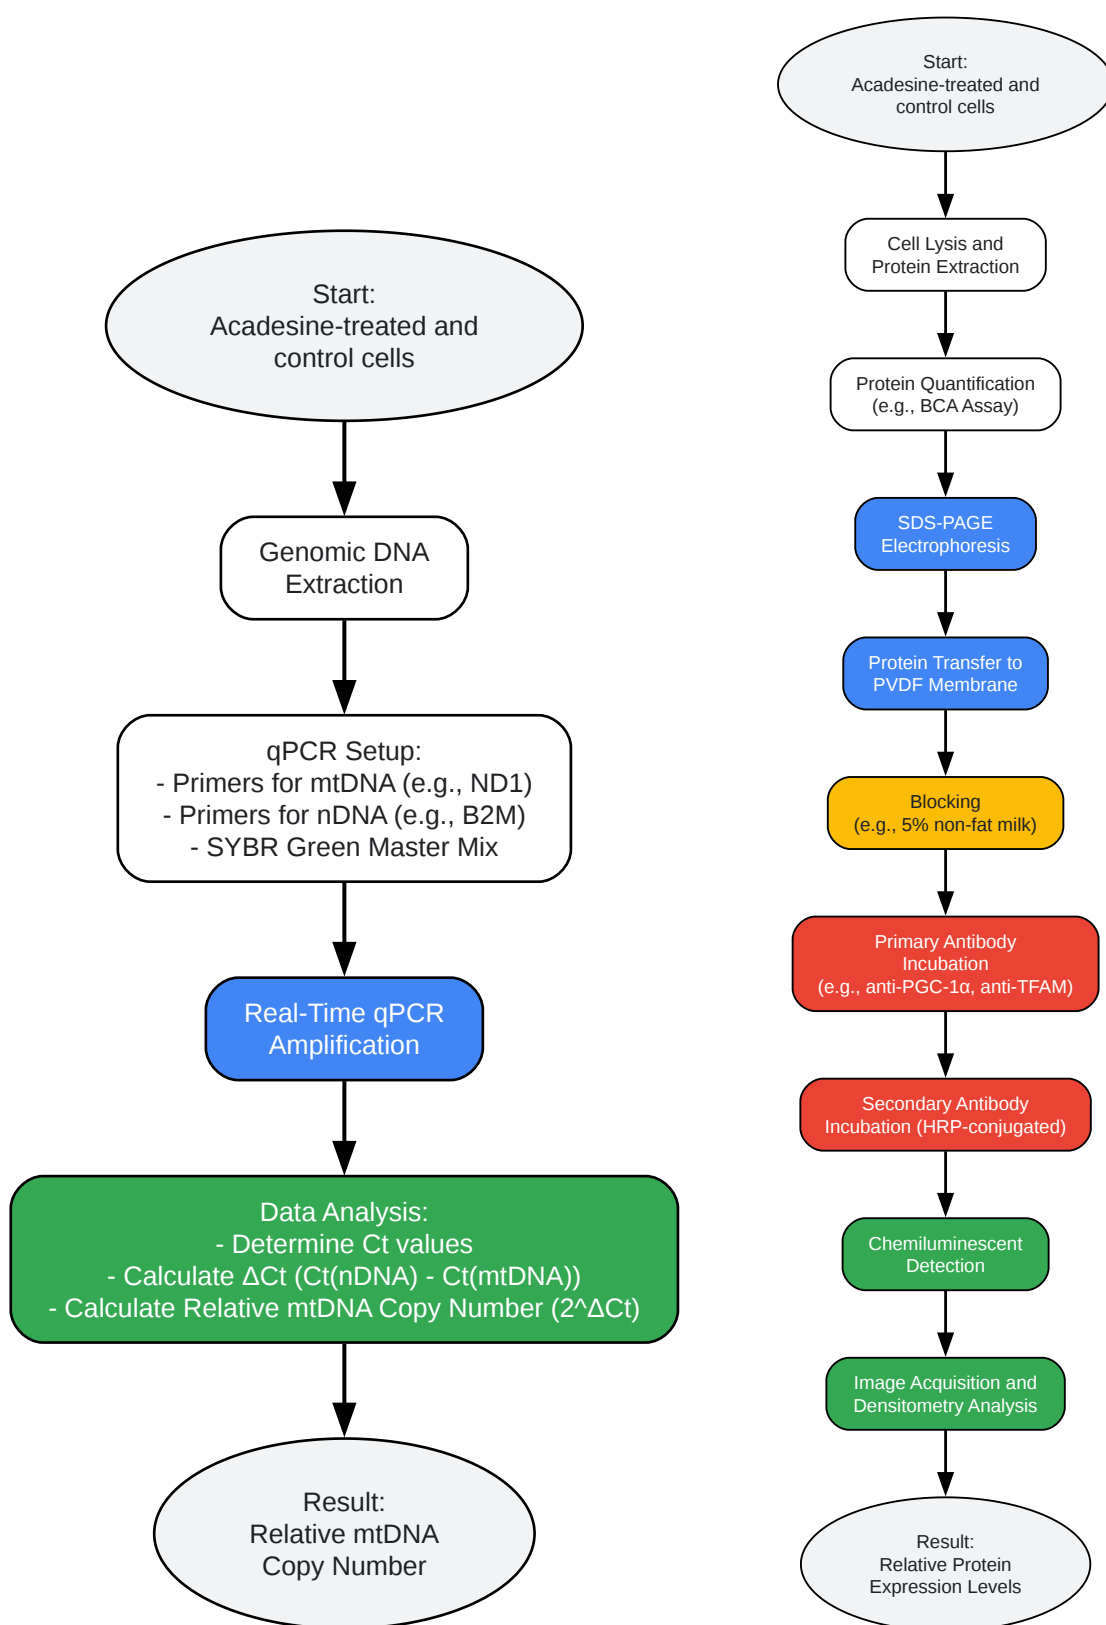 Start:
Acadesine-treated and
control cells
Genomic DNA
Extraction
qPCR Setup:
- Primers for mtDNA (e.g., ND1)
- Primers for nDNA (e.g., B2M)
- SYBR Green Master Mix
Real-Time qPCR
Amplification
Data Analysis:
- Determine Ct values
- Calculate ΔCt (Ct(nDNA) - Ct(mtDNA))
- Calculate Relative mtDNA Copy Number (2^ΔCt)
Result:
Relative mtDNA
Copy Number
Start:
Acadesine-treated and
control cells
Cell Lysis and
Protein Extraction
Protein Quantification
(e.g., BCA Assay)
SDS-PAGE
Electrophoresis
Protein Transfer to
PVDF Membrane
Blocking
(e.g., 5% non-fat milk)
Primary Antibody
Incubation
(e.g., anti-PGC-1α, anti-TFAM)
Secondary Antibody
Incubation (HRP-conjugated)
Chemiluminescent
Detection
Image Acquisition and
Densitometry Analysis
Result:
Relative Protein
Expression Levels